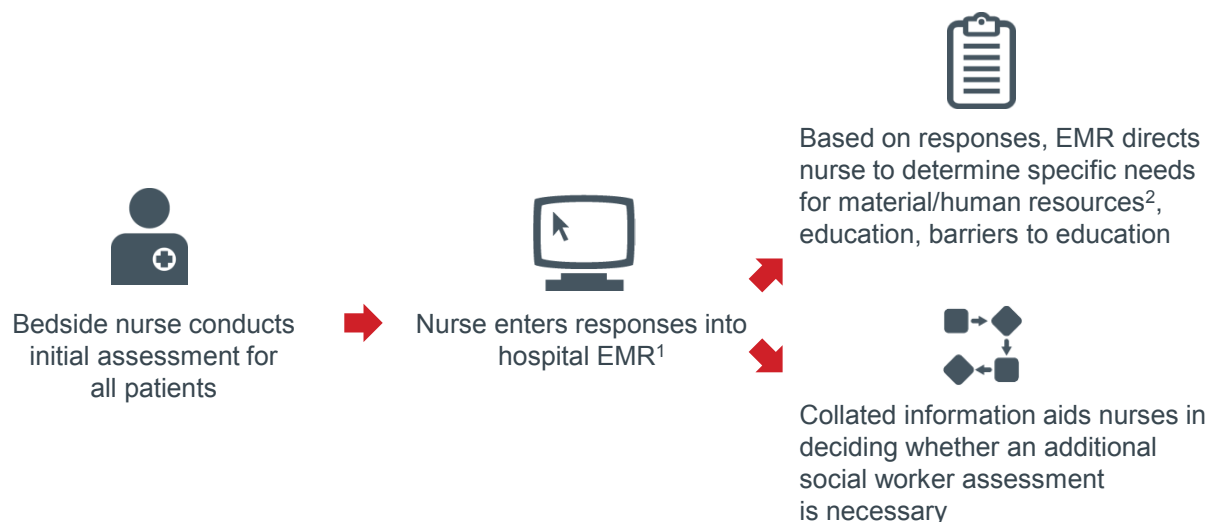 Bedside nurse conducts
initial assessment for
all patients
Nurse enters responses into
hospital EMR¹
Based on responses, EMR directs
nurse to determine specific needs
for material/human resources²,
education, barriers to education
Collated information aids nurses in
deciding whether an additional
social worker assessment
is necessary